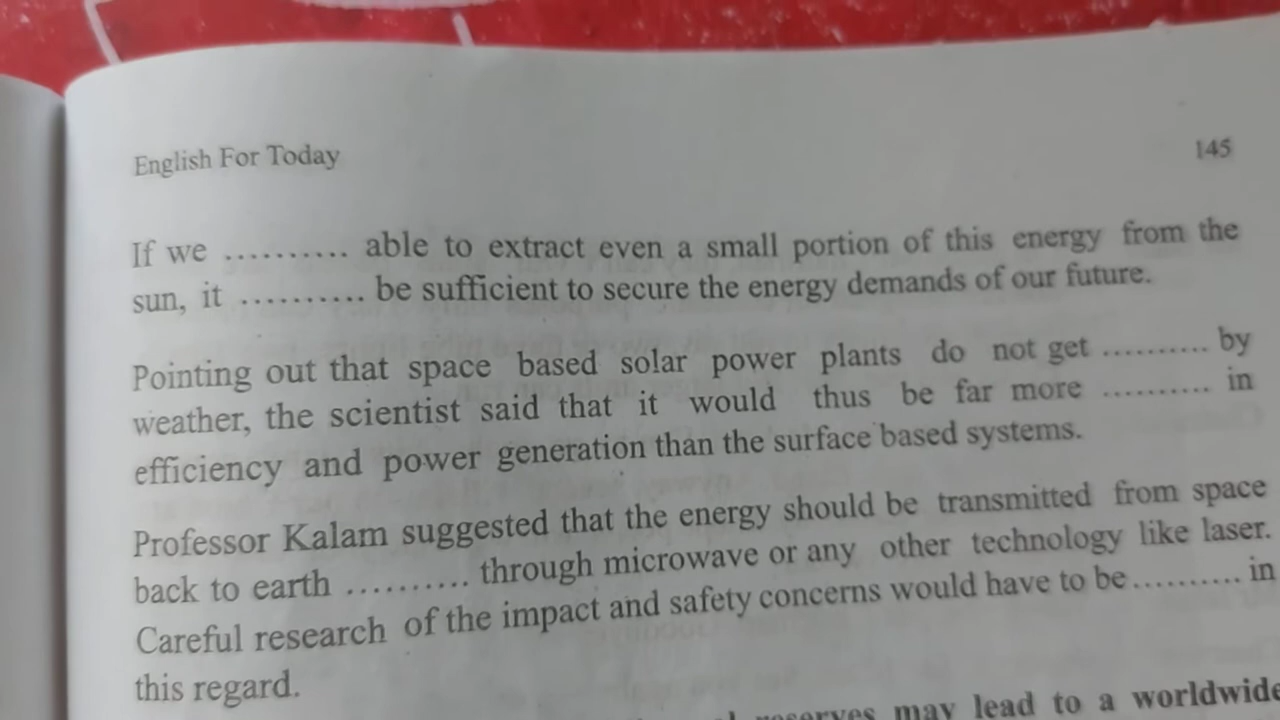 English For Today
145
If we .......... able to extract even a small portion of this energy from the
sun, it .......... be sufficient to secure the energy demands of our future.
Pointing out that space based solar power plants do not get .......... by
weather, the scientist said that it would thus be far more .......... in
efficiency and power generation than the surface based systems.
Professor Kalam suggested that the energy should be transmitted from space
back to earth .......... through microwave or any other technology like laser.
Careful research of the impact and safety concerns would have to be .......... in
this regard.
reserves may lead to a worldwide